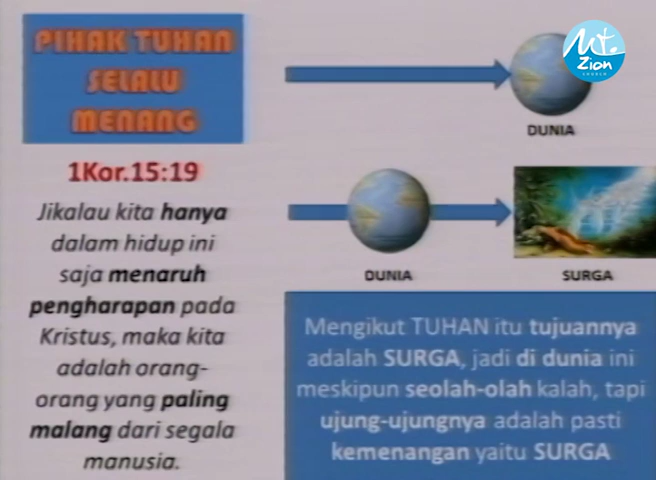 PIHAK TUHAN
SELALU
MENANG
1Kor.15:19
Jikalau kita hanya
dalam hidup ini
saja menaruh
pengharapan pada
Kristus, maka kita
adalah orang-
orang yang paling
malang dari segala
manusia.
Mt.
Zion
CHURCH
DUNIA
DUNIA
SURGA
Mengikut TUHAN itu tujuannya
adalah SURGA, jadi di dunia ini
meskipun seolah-olah kalah, tapi
ujung-ujungnya adalah pasti
kemenangan yaitu SURGA